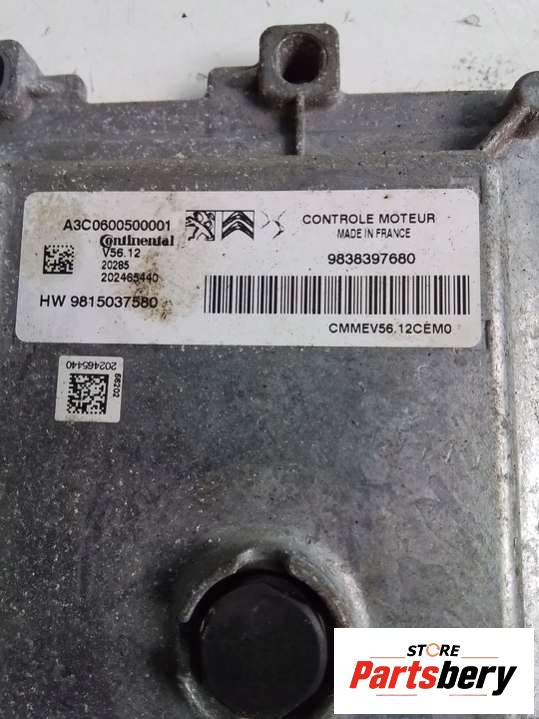 A3C0600500001
Continental
V56.12
20285
202465440
HW 9815037580
CONTROLE MOTEUR
MADE IN FRANCE
9838397680
CMMEV56.12CEM0
202465440
58202
STORE
Partsbery